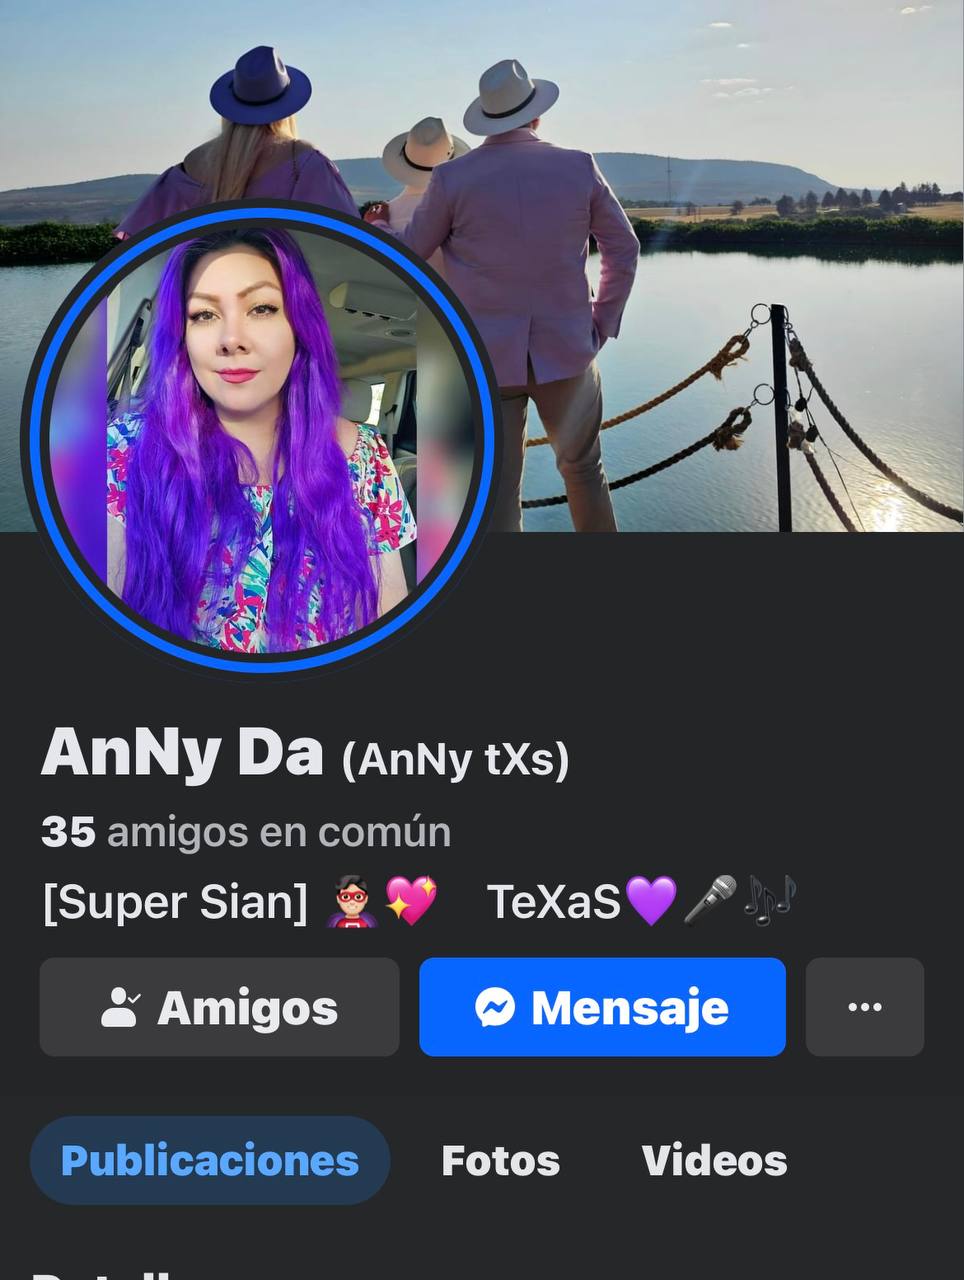 AnNy Da (AnNy tXs)
35 amigos en común
[Super Sian] 🦸🏻💖 TeXaS💜🎤🎶
Amigos Mensaje ...
Publicaciones Fotos Videos